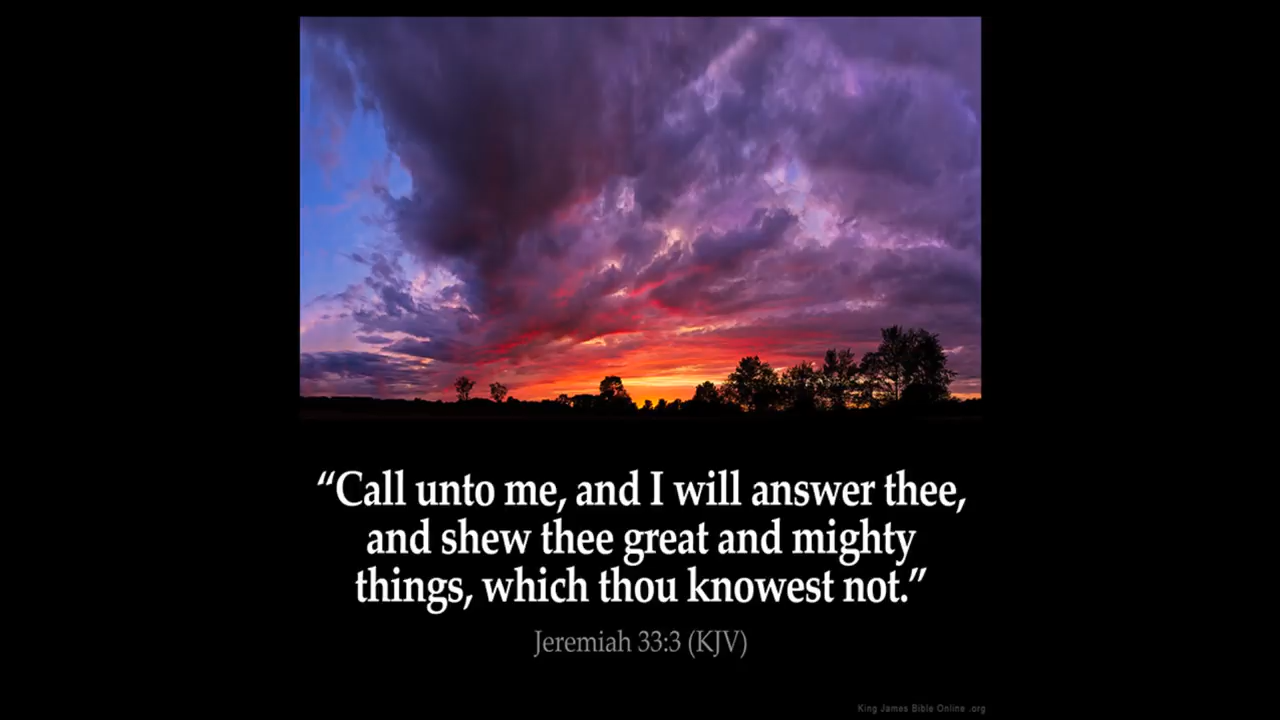 “Call unto me, and I will answer thee,
and shew thee great and mighty
things, which thou knowest not.”
Jeremiah 33:3 (KJV)
King James Bible Online .org